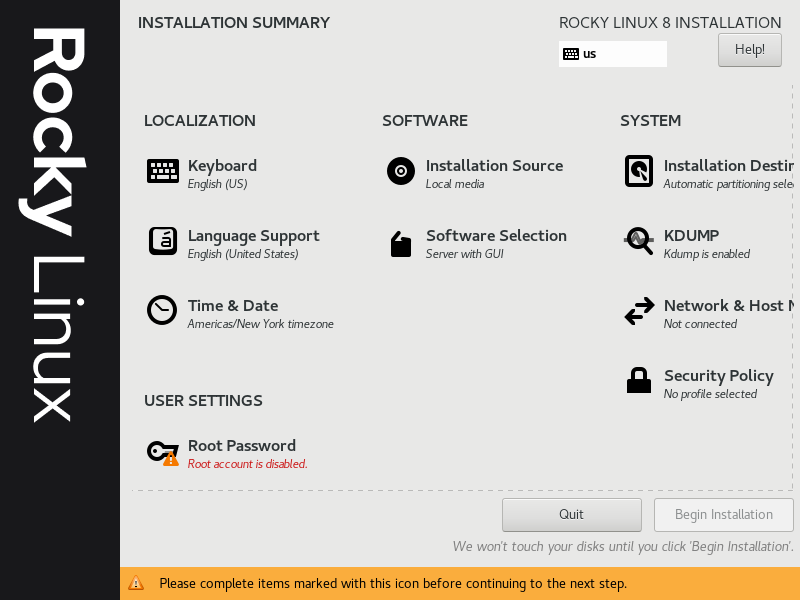 Rocky Linux
INSTALLATION SUMMARY
ROCKY LINUX 8 INSTALLATION
us
Help!
LOCALIZATION
Keyboard
English (US)
Language Support
English (United States)
Time & Date
Americas/New York timezone
USER SETTINGS
Root Password
Root account is disabled.
SOFTWARE
Installation Source
Local media
Software Selection
Server with GUI
SYSTEM
Installation Destin
Automatic partitioning sele
KDUMP
Kdump is enabled
Network & Host N
Not connected
Security Policy
No profile selected
Quit
Begin Installation
We won't touch your disks until you click 'Begin Installation'.
Please complete items marked with this icon before continuing to the next step.